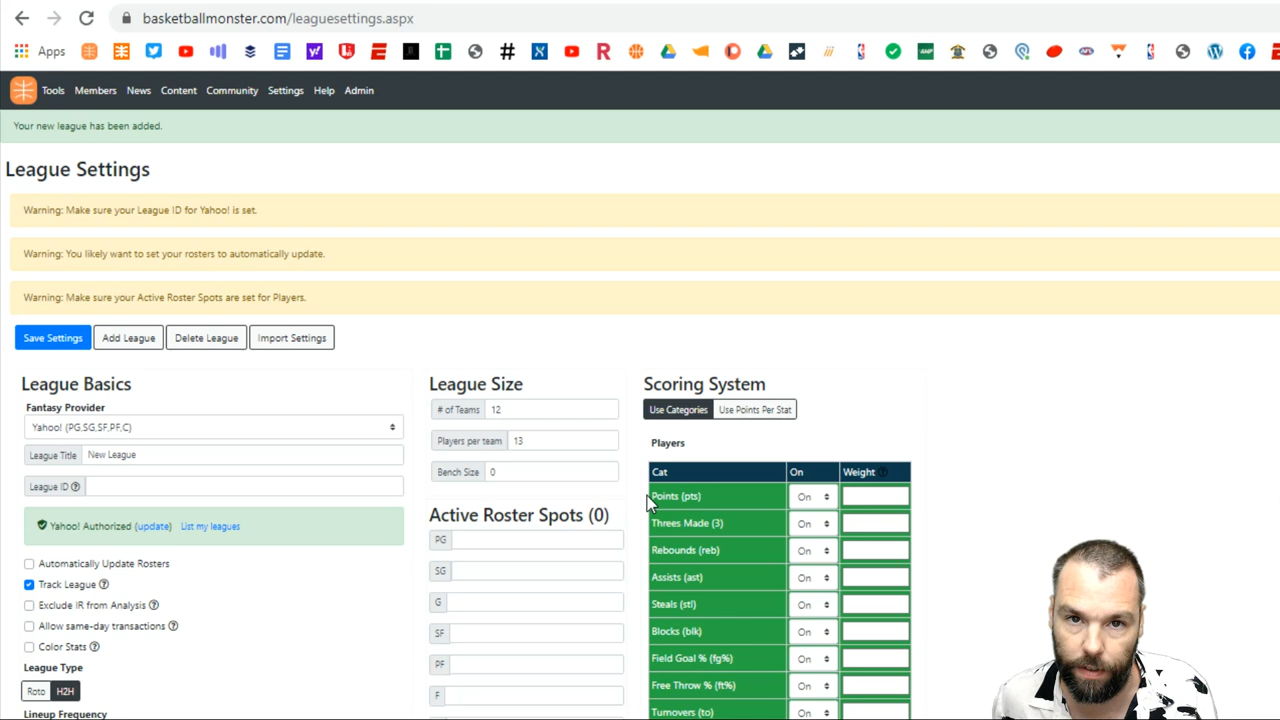 basketballmonster.com/leaguesettings.aspx
Apps
Tools Members News Content Community Settings Help Admin
Your new league has been added.
League Settings
Warning: Make sure your League ID for Yahoo! is set.
Warning: You likely want to set your rosters to automatically update.
Warning: Make sure your Active Roster Spots are set for Players.
Save Settings Add League Delete League Import Settings
League Basics
Fantasy Provider
Yahoo! (PG,SG,SF,PF,C)
League Title New League
League ID
Yahoo! Authorized (update) List my leagues
Automatically Update Rosters
Track League
Exclude IR from Analysis
Allow same-day transactions
Color Stats
League Type
Roto H2H
Lineup Frequency
League Size
# of Teams 12
Players per team 13
Bench Size 0
Active Roster Spots (0)
PG
SG
G
SF
PF
F
Scoring System
Use Categories Use Points Per Stat
Players
Cat On Weight
Points (pts) On
Threes Made (3) On
Rebounds (reb) On
Assists (ast) On
Steals (stl) On
Blocks (blk) On
Field Goal % (fg%) On
Free Throw % (ft%) On
Turnovers (to) On